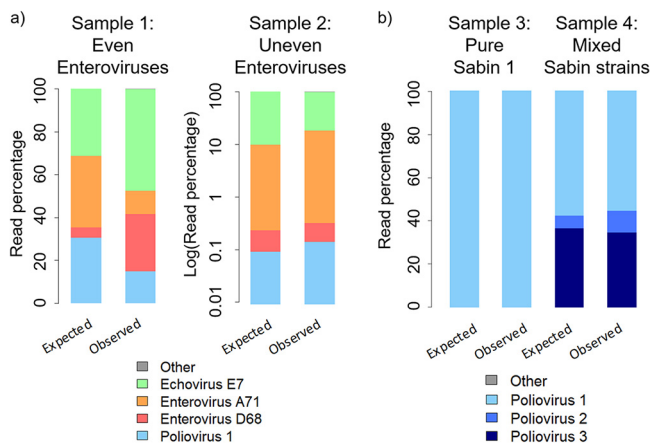 a)
Sample 1:
Even
Enteroviruses
Sample 2:
Uneven
Enteroviruses
Read percentage
100
80
60
40
20
0
Expected
Observed
Log(Read percentage)
100
10
1
0.1
0.01
Expected
Observed
Other
Echovirus E7
Enterovirus A71
Enterovirus D68
Poliovirus 1
b)
Sample 3:
Pure
Sabin 1
Sample 4:
Mixed
Sabin strains
Read percentage
100
80
60
40
20
0
Expected
Observed
Expected
Observed
Other
Poliovirus 1
Poliovirus 2
Poliovirus 3